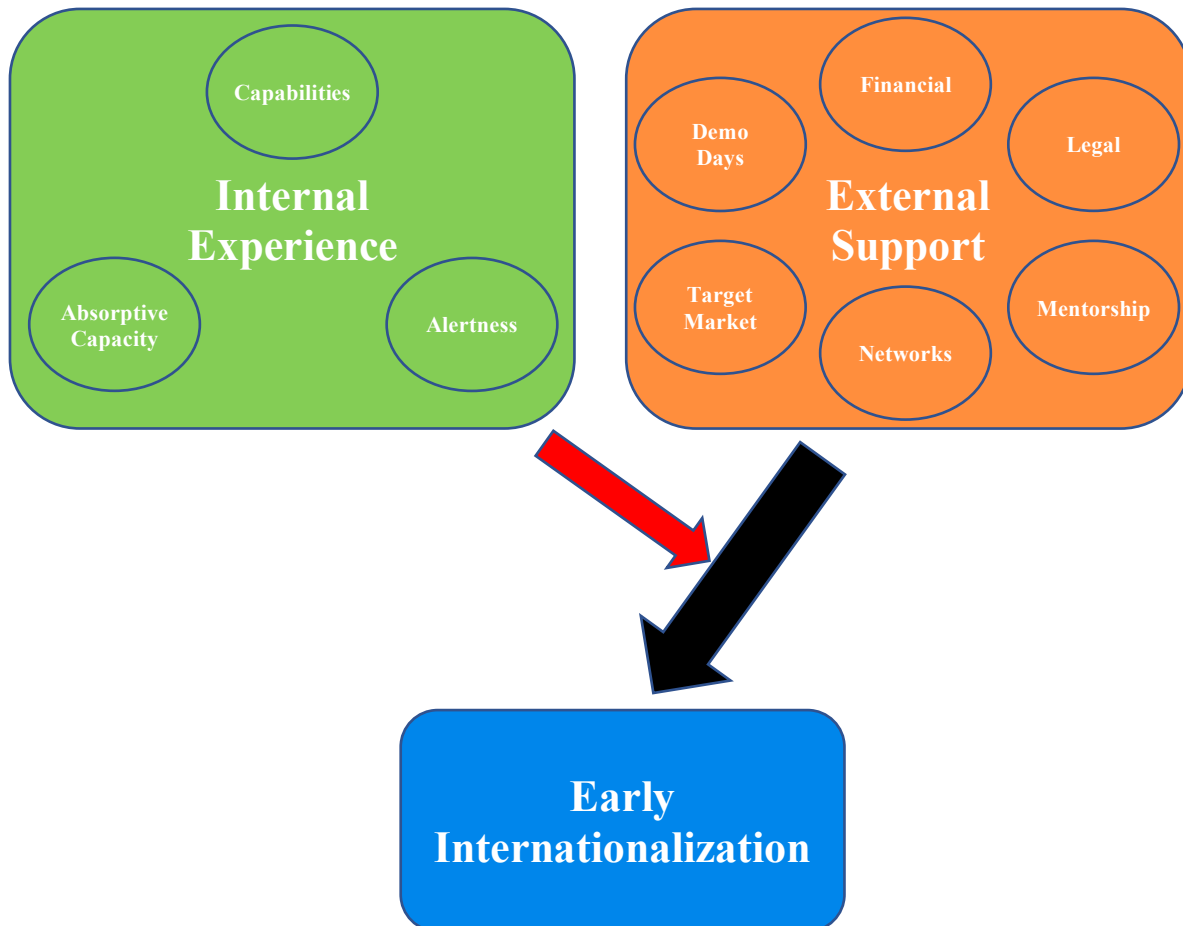 Capabilities
Internal
Experience
Absorptive
Capacity
Alertness
Financial
Demo
Days
Legal
External
Support
Target
Market
Mentorship
Networks
Early
Internationalization